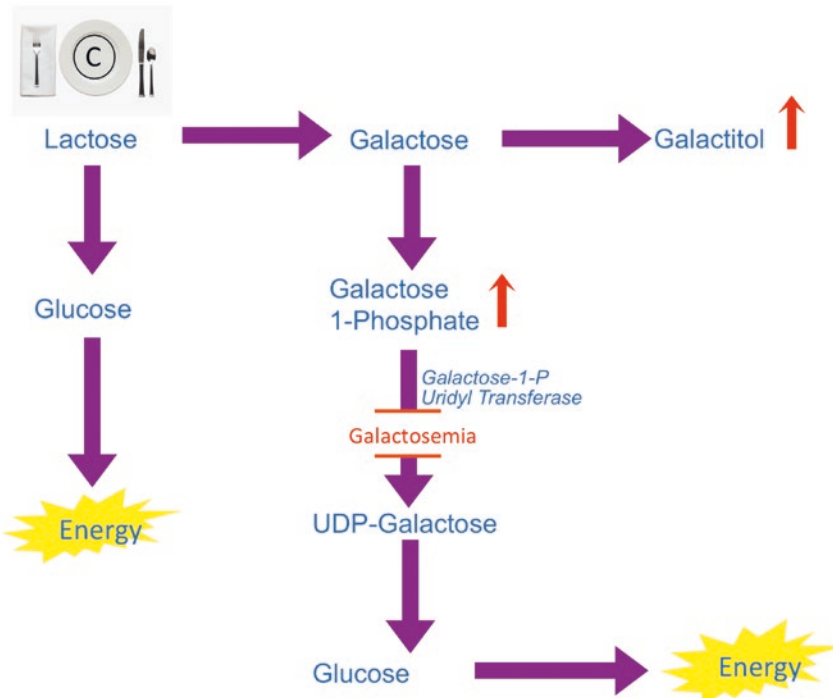 C
Lactose
Galactose
Galactitol
Glucose
Galactose
1-Phosphate
Galactose-1-P
Uridyl Transferase
Galactosemia
Energy
UDP-Galactose
Glucose
Energy